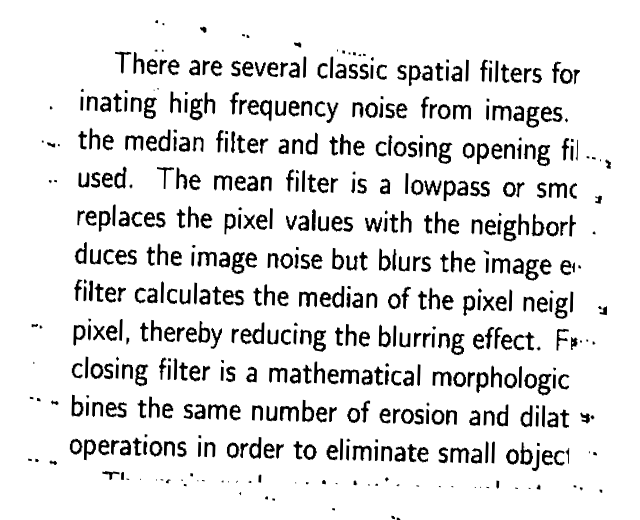 There are several classic spatial filters for
inating high frequency noise from images.
the median filter and the closing opening fil
used. The mean filter is a lowpass or smo
replaces the pixel values with the neighborh
duces the image noise but blurs the image e
filter calculates the median of the pixel neigl
pixel, thereby reducing the blurring effect. F
closing filter is a mathematical morphologic
bines the same number of erosion and dilat
operations in order to eliminate small object